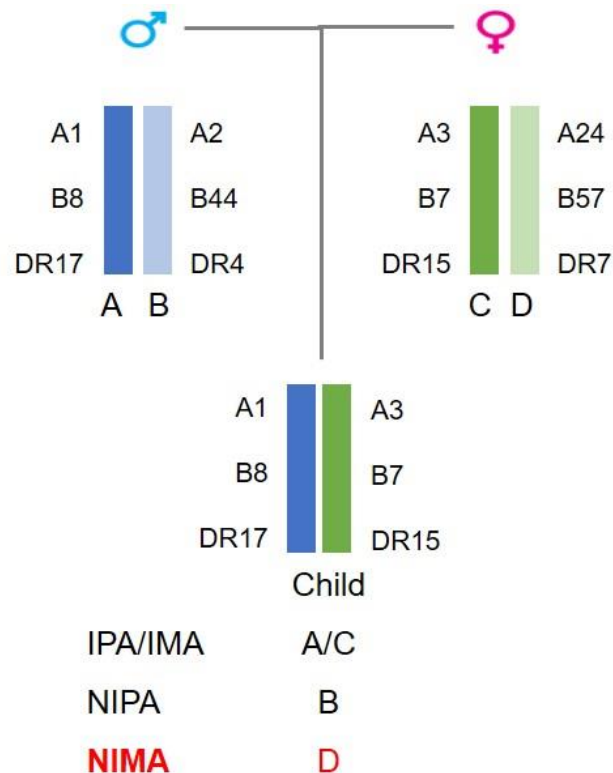 A1 A2 A3 A24
B8 B44 B7 B57
DR17 DR4 DR15 DR7
A B C D
A1 A3
B8 B7
DR17 DR15
Child
IPA/IMA A/C
NIPA B
NIMA D